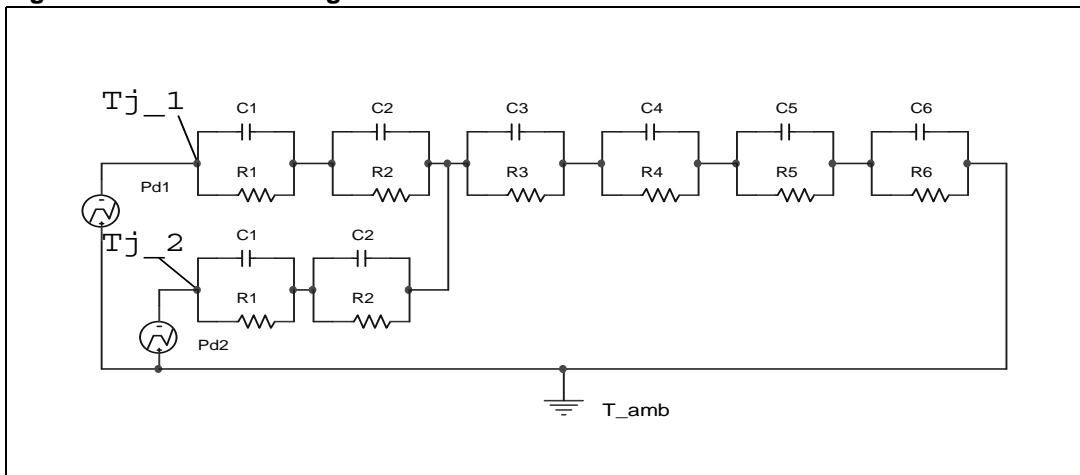 Tj_1
C1 C2 C3 C4 C5 C6
R1 R2 R3 R4 R5 R6
Pd1
Tj_2
C1 C2
R1 R2
Pd2
T_amb